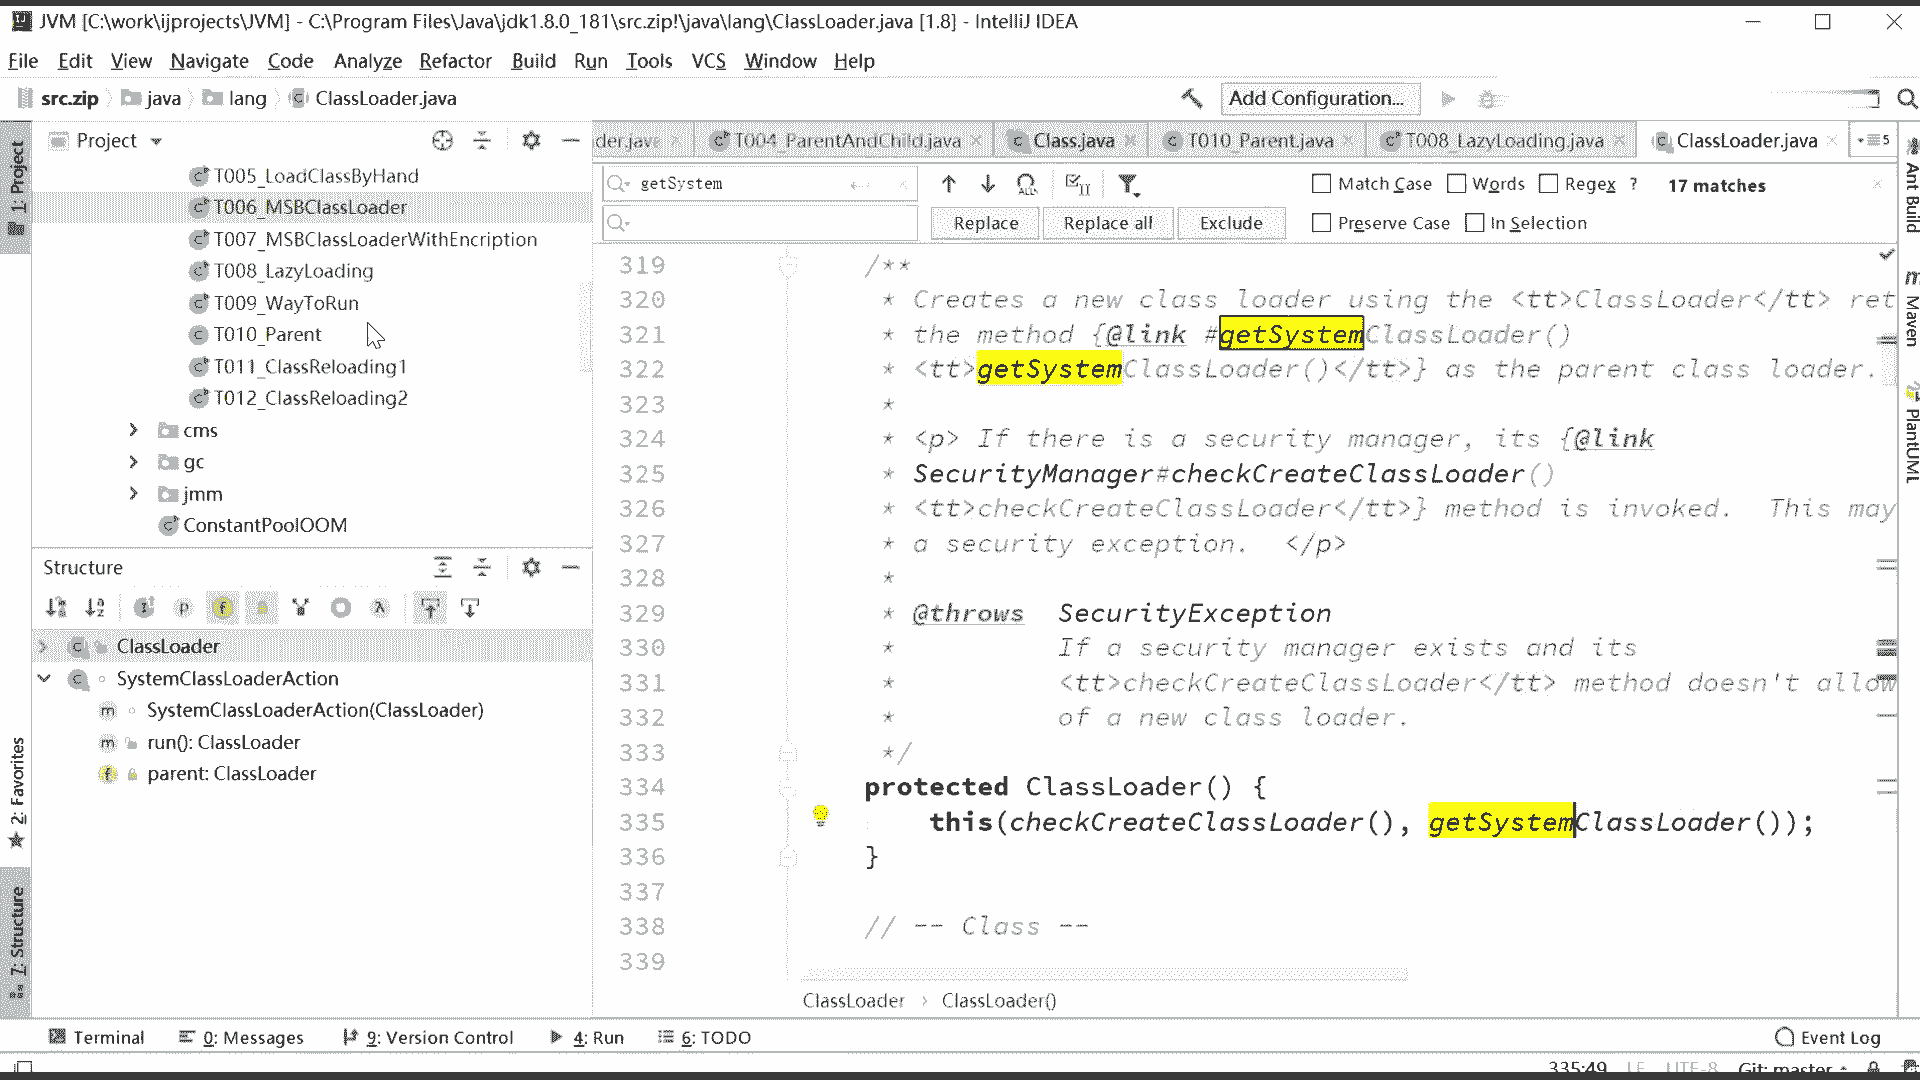 JVM [C:\work\ijprojects\JVM] - C:\Program Files\Java\jdk1.8.0_181\src.zip!\java\lang\ClassLoader.java [1.8] - IntelliJ IDEA
File Edit View Navigate Code Analyze Refactor Build Run Tools VCS Window Help
src.zip java lang ClassLoader.java
Add Configuration...
1: Project
Project
T005_LoadClassByHand
T006_MSBClassLoader
T007_MSBClassLoaderWithEncription
T008_LazyLoading
T009_WayToRun
T010_Parent
T011_ClassReloading1
T012_ClassReloading2
cms
gc
jmm
ConstantPoolOOM
Structure
ClassLoader
SystemClassLoaderAction
SystemClassLoaderAction(ClassLoader)
run(): ClassLoader
parent: ClassLoader
2: Favorites
7: Structure
der.java T004_ParentAndChild.java Class.java T010_Parent.java T008_LazyLoading.java ClassLoader.java 5
getSystem Match Case Words Regex ? 17 matches
Replace Replace all Exclude Preserve Case In Selection
319 /**
320 * Creates a new class loader using the <tt>ClassLoader</tt> ret
321 * the method {@link #getSystemClassLoader()
322 * <tt>getSystemClassLoader()</tt>} as the parent class loader.
323 *
324 * <p> If there is a security manager, its {@link
325 * SecurityManager#checkCreateClassLoader()
326 * <tt>checkCreateClassLoader</tt>} method is invoked.  This may
327 * a security exception.  </p>
328 *
329 * @throws  SecurityException
330 *          If a security manager exists and its
331 *          <tt>checkCreateClassLoader</tt> method doesn't allow
332 *          of a new class loader.
333 */
334 protected ClassLoader() {
335 this(checkCreateClassLoader(), getSystemClassLoader());
336 }
337
338 // -- Class --
339
ClassLoader ClassLoader()
Ant Build
Maven
PlantUML
Terminal 0: Messages 9: Version Control 4: Run 6: TODO Event Log
335:49 LF UTF-8 Git: master